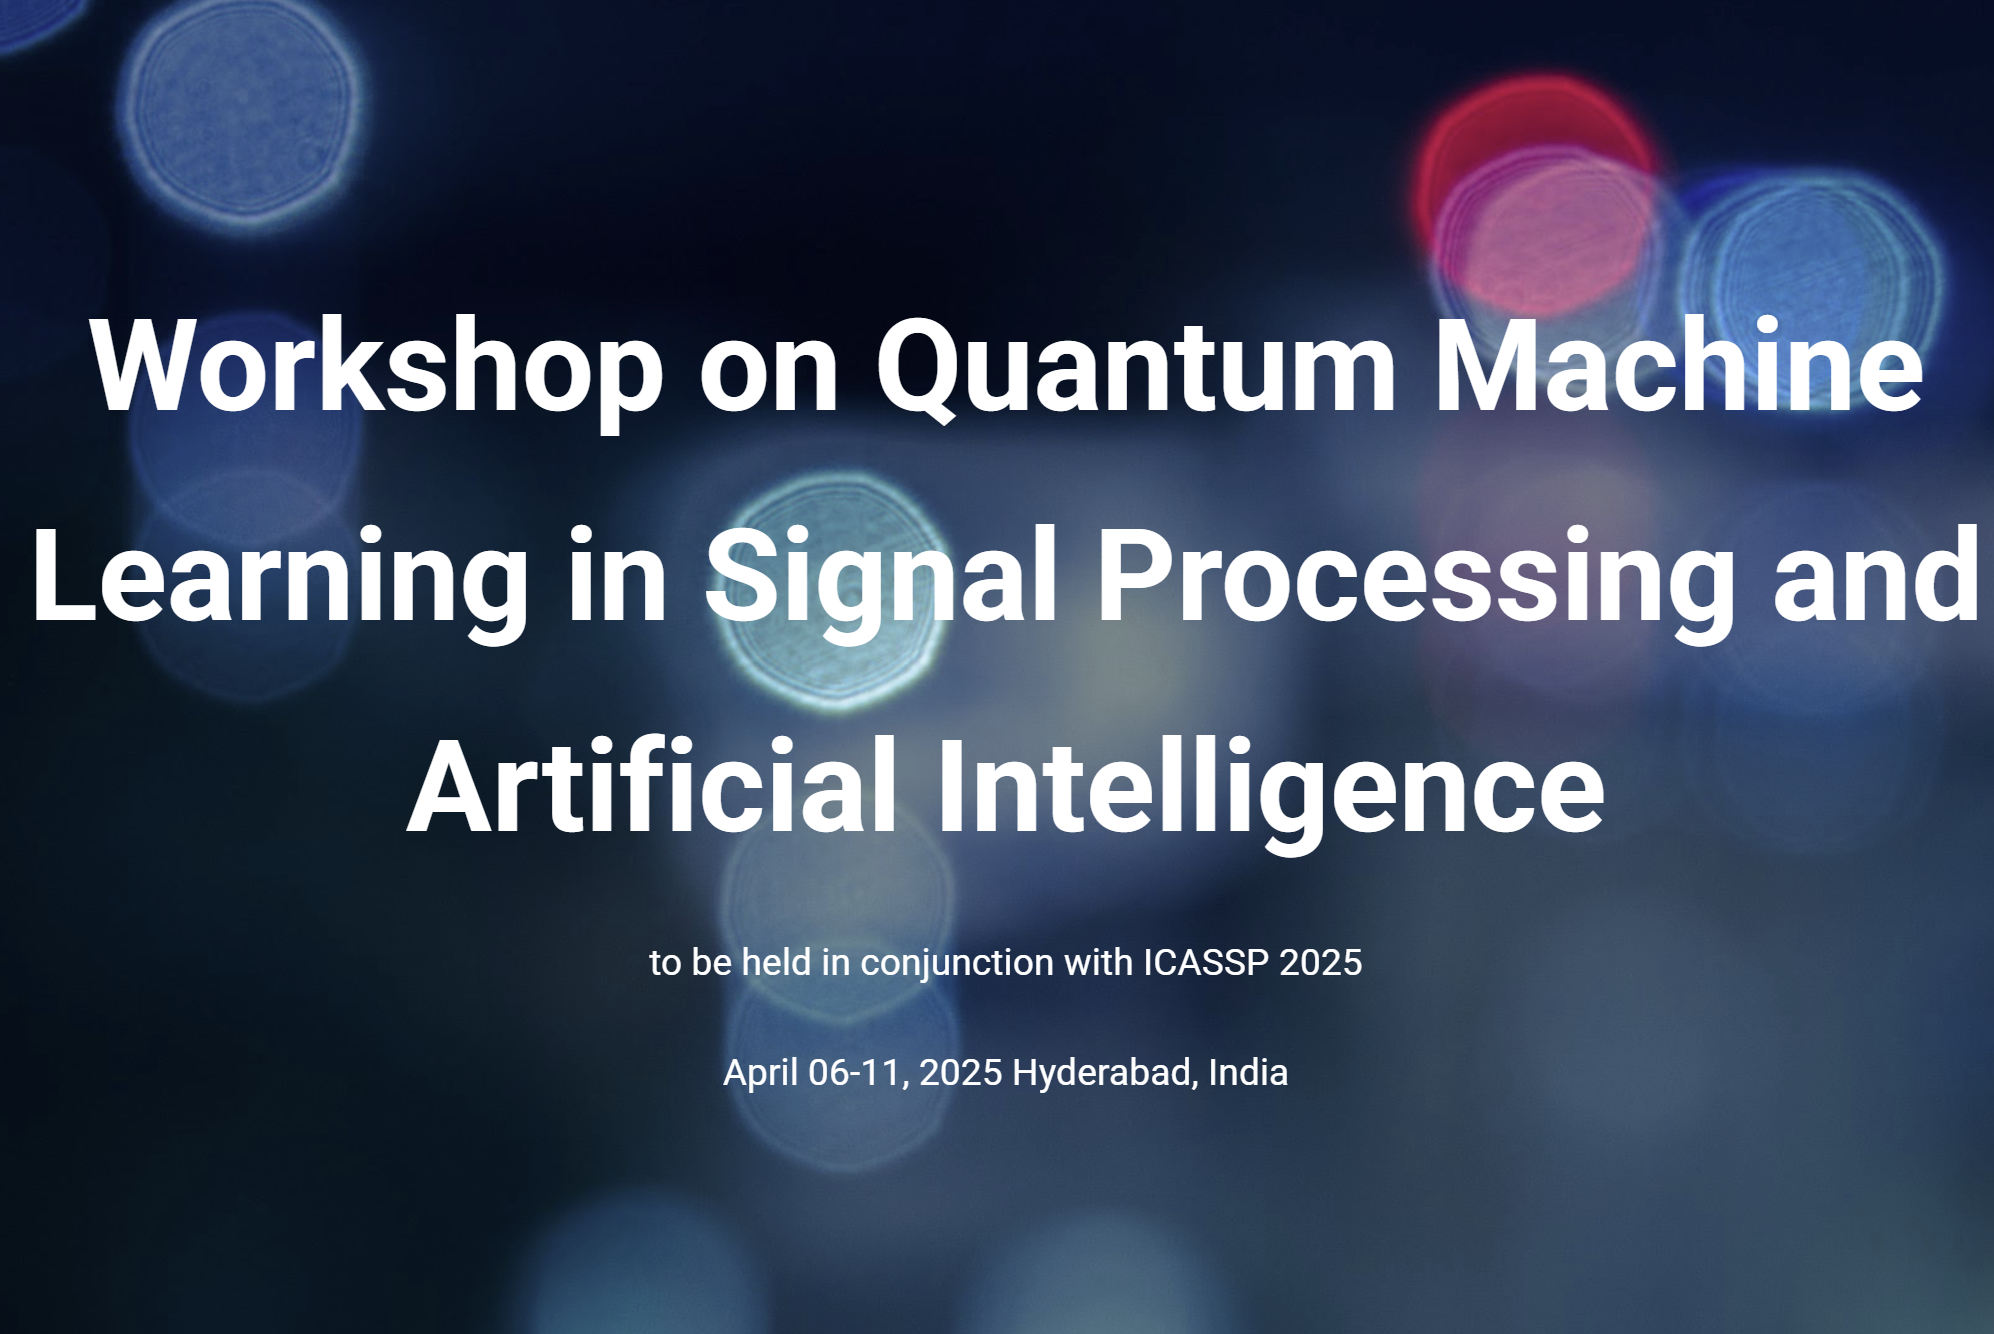 Workshop on Quantum Machine
Learning in Signal Processing and
Artificial Intelligence
to be held in conjunction with ICASSP 2025
April 06-11, 2025 Hyderabad, India